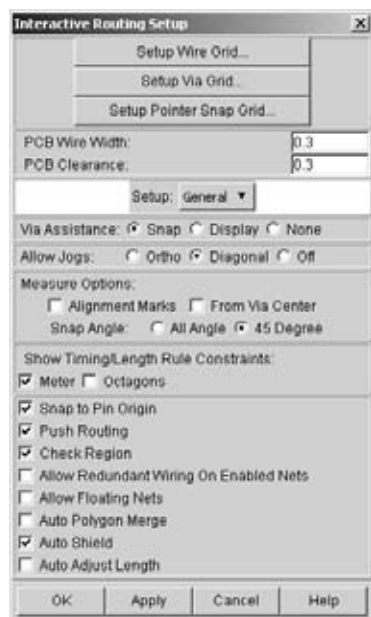 Interactive Routing Setup
Setup Wire Grid...
Setup Via Grid...
Setup Pointer Snap Grid...
PCB Wire Width: 0.3
PCB Clearance: 0.3
Setup: General
Via Assistance: Snap Display None
Allow Jogs: Ortho Diagonal Off
Measure Options:
Alignment Marks From Via Center
Snap Angle: All Angle 45 Degree
Show Timing/Length Rule Constraints:
Meter Octagons
Snap to Pin Origin
Push Routing
Check Region
Allow Redundant Wiring On Enabled Nets
Allow Floating Nets
Auto Polygon Merge
Auto Shield
Auto Adjust Length
OK Apply Cancel Help